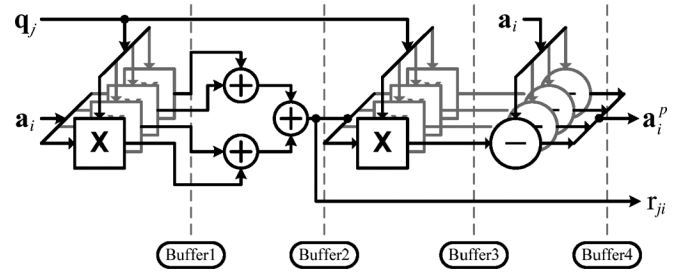 q_j a_i
a_i X + + + X − − − − a_i^p
r_ji
Buffer1 Buffer2 Buffer3 Buffer4